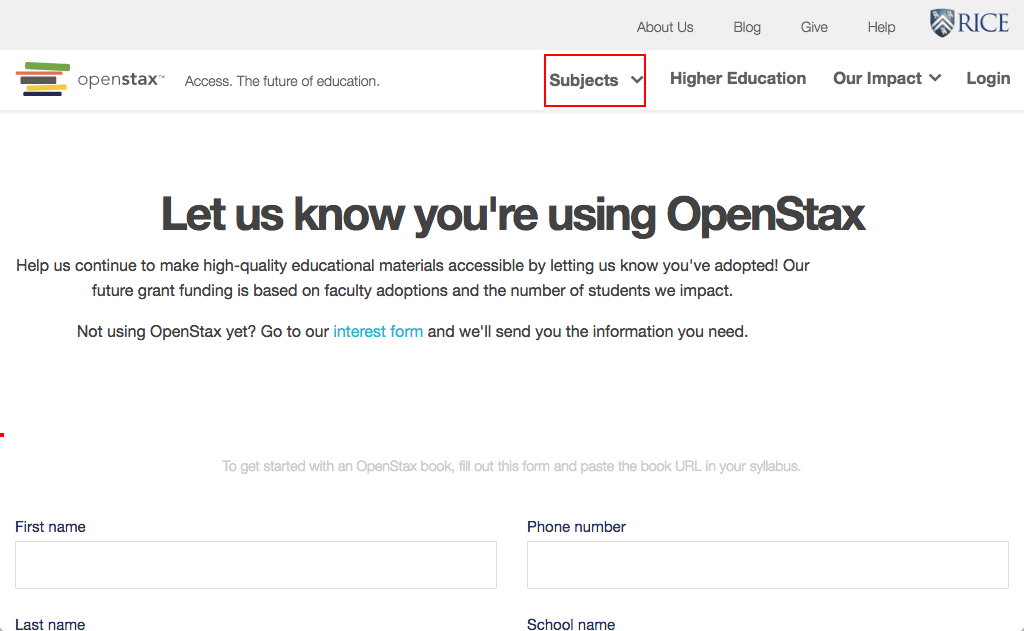 About Us Blog Give Help RICE
openstax™ Access. The future of education. Subjects Higher Education Our Impact Login
Let us know you're using OpenStax
Help us continue to make high-quality educational materials accessible by letting us know you've adopted! Our
future grant funding is based on faculty adoptions and the number of students we impact.
Not using OpenStax yet? Go to our interest form and we'll send you the information you need.
To get started with an OpenStax book, fill out this form and paste the book URL in your syllabus.
First name Phone number
Last name School name